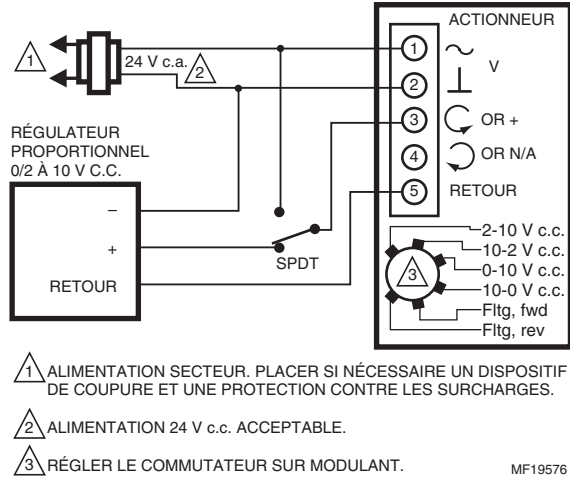 ACTIONNEUR
1
24 V c.a.
2
1
V
2
RÉGULATEUR
PROPORTIONNEL
0/2 À 10 V C.C.
3
OR +
4
OR N/A
5
RETOUR
–
+
SPDT
RETOUR
3
2-10 V c.c.
10-2 V c.c.
0-10 V c.c.
10-0 V c.c.
Fltg, fwd
Fltg, rev
1 ALIMENTATION SECTEUR. PLACER SI NÉCESSAIRE UN DISPOSITIF
DE COUPURE ET UNE PROTECTION CONTRE LES SURCHARGES.
2 ALIMENTATION 24 V c.c. ACCEPTABLE.
3 RÉGLER LE COMMUTATEUR SUR MODULANT.
MF19576